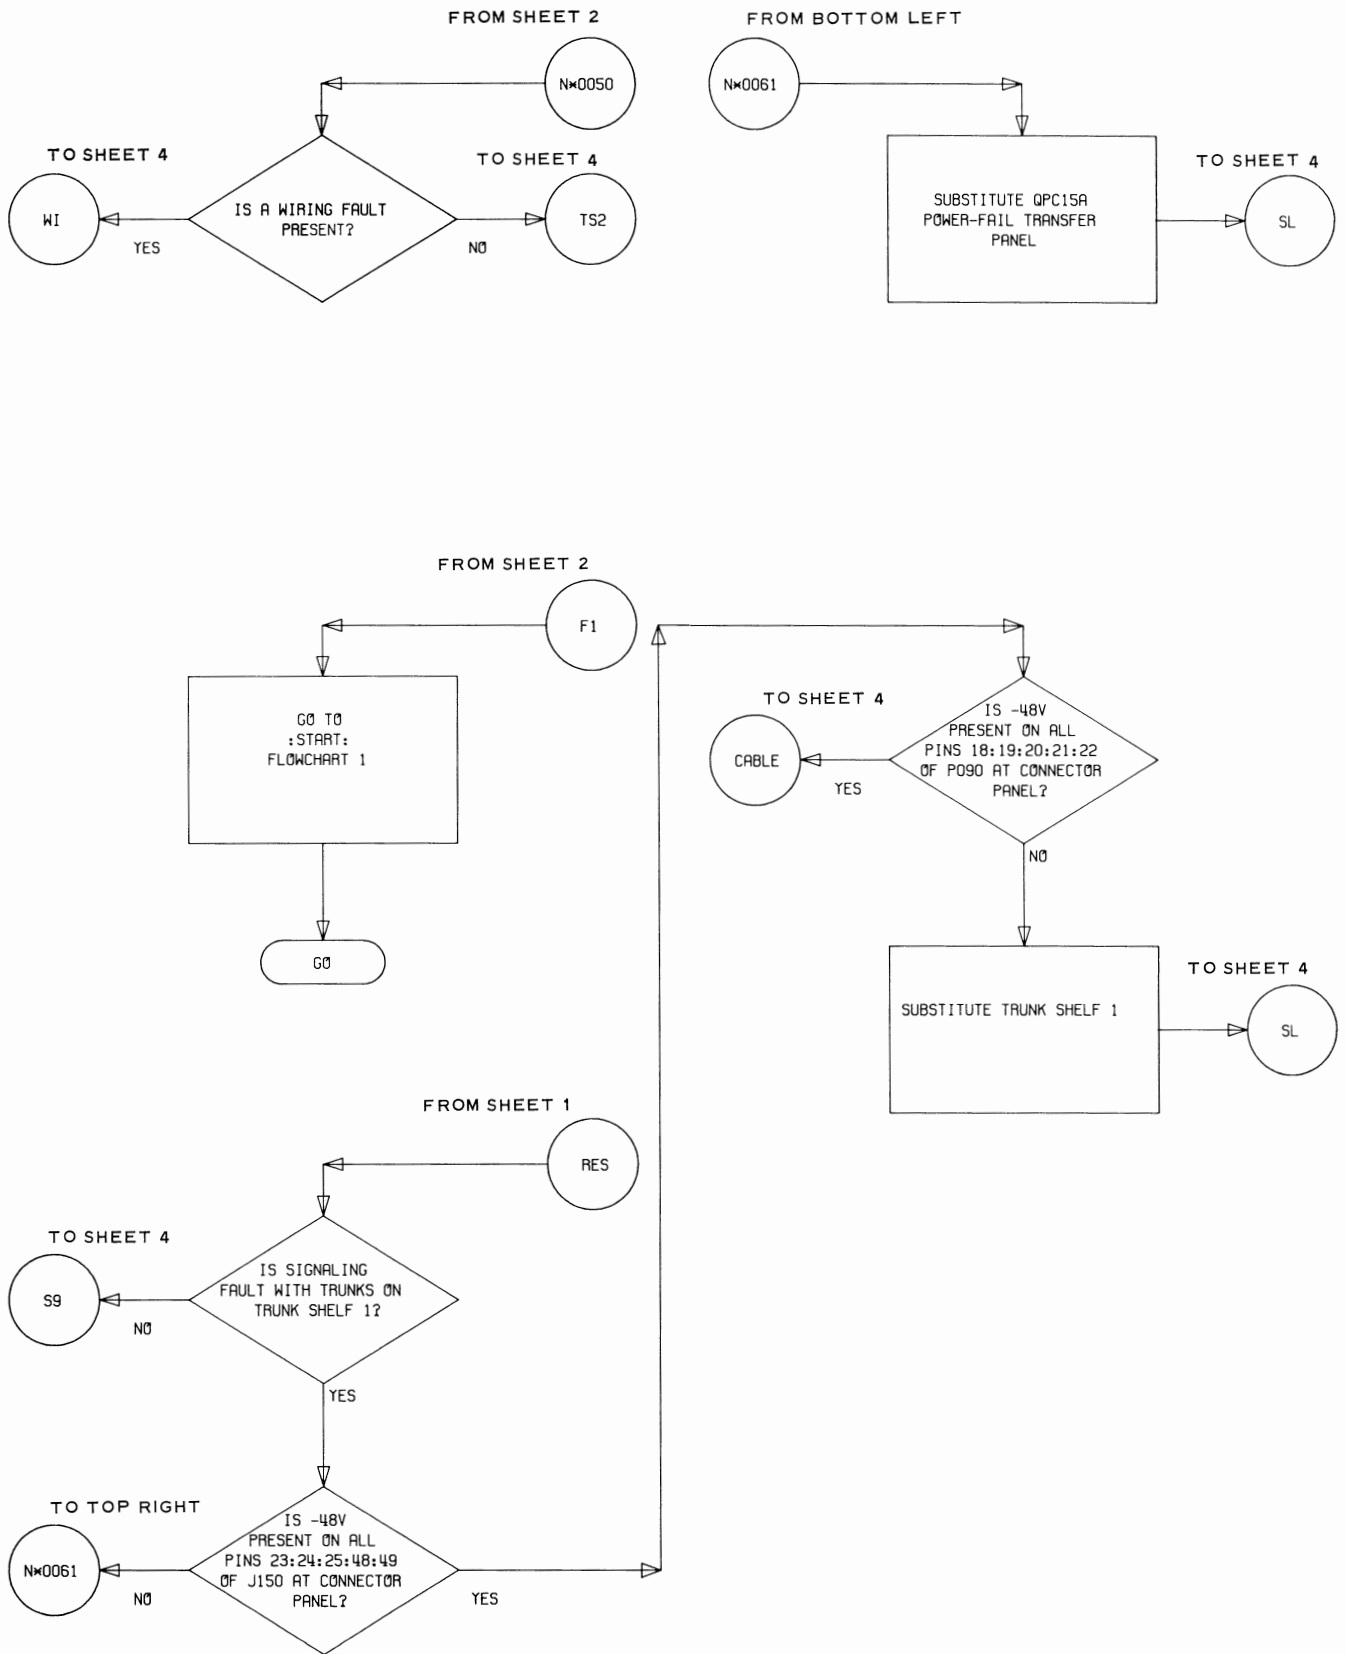 FROM SHEET 2
N*0050
TO SHEET 4
WI
YES
IS A WIRING FAULT
PRESENT?
TO SHEET 4
TS2
NO
FROM BOTTOM LEFT
N*0061
SUBSTITUTE QPC15A
POWER-FAIL TRANSFER
PANEL
TO SHEET 4
SL
FROM SHEET 2
F1
GO TO
:START:
FLOWCHART 1
GO
TO SHEET 4
CABLE
YES
IS -48V
PRESENT ON ALL
PINS 18:19:20:21:22
OF P090 AT CONNECTOR
PANEL?
NO
SUBSTITUTE TRUNK SHELF 1
TO SHEET 4
SL
FROM SHEET 1
RES
TO SHEET 4
S9
NO
IS SIGNALING
FAULT WITH TRUNKS ON
TRUNK SHELF 1?
YES
TO TOP RIGHT
N*0061
NO
IS -48V
PRESENT ON ALL
PINS 23:24:25:48:49
OF J150 AT CONNECTOR
PANEL?
YES